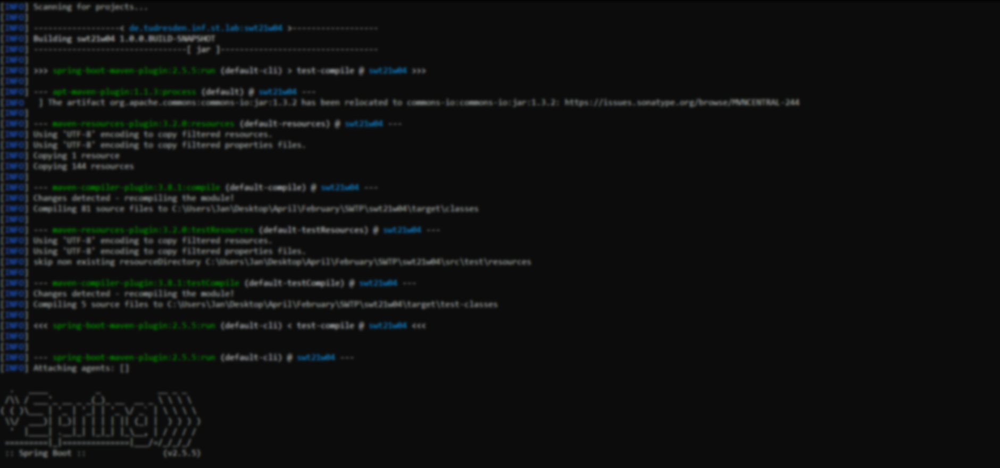 [INFO] Scanning for projects...
[INFO]
[INFO] ------------------< de.tudresden.inf.st.lab:swt21w04 >------------------
[INFO] Building swt21w04 1.0.0.BUILD-SNAPSHOT
[INFO] --------------------------------[ jar ]---------------------------------
[INFO]
[INFO] >>> spring-boot-maven-plugin:2.5.5:run (default-cli) > test-compile @ swt21w04 >>>
[INFO]
[INFO] --- apt-maven-plugin:1.1.3:process (default) @ swt21w04 ---
[INFO   ] The artifact org.apache.commons:commons-io:jar:1.3.2 has been relocated to commons-io:commons-io:jar:1.3.2: https://issues.sonatype.org/browse/MVNCENTRAL-244
[INFO]
[INFO] --- maven-resources-plugin:3.2.0:resources (default-resources) @ swt21w04 ---
[INFO] Using 'UTF-8' encoding to copy filtered resources.
[INFO] Using 'UTF-8' encoding to copy filtered properties files.
[INFO] Copying 1 resource
[INFO] Copying 144 resources
[INFO]
[INFO] --- maven-compiler-plugin:3.8.1:compile (default-compile) @ swt21w04 ---
[INFO] Changes detected - recompiling the module!
[INFO] Compiling 81 source files to C:\Users\Jan\Desktop\April\February\SWTP\swt21w04\target\classes
[INFO]
[INFO] --- maven-resources-plugin:3.2.0:testResources (default-testResources) @ swt21w04 ---
[INFO] Using 'UTF-8' encoding to copy filtered resources.
[INFO] Using 'UTF-8' encoding to copy filtered properties files.
[INFO] skip non existing resourceDirectory C:\Users\Jan\Desktop\April\February\SWTP\swt21w04\src\test\resources
[INFO]
[INFO] --- maven-compiler-plugin:3.8.1:testCompile (default-testCompile) @ swt21w04 ---
[INFO] Changes detected - recompiling the module!
[INFO] Compiling 5 source files to C:\Users\Jan\Desktop\April\February\SWTP\swt21w04\target\test-classes
[INFO]
[INFO] <<< spring-boot-maven-plugin:2.5.5:run (default-cli) < test-compile @ swt21w04 <<<
[INFO]
[INFO]
[INFO] --- spring-boot-maven-plugin:2.5.5:run (default-cli) @ swt21w04 ---
[INFO] Attaching agents: []
Spring
:: Spring Boot ::                (v2.5.5)